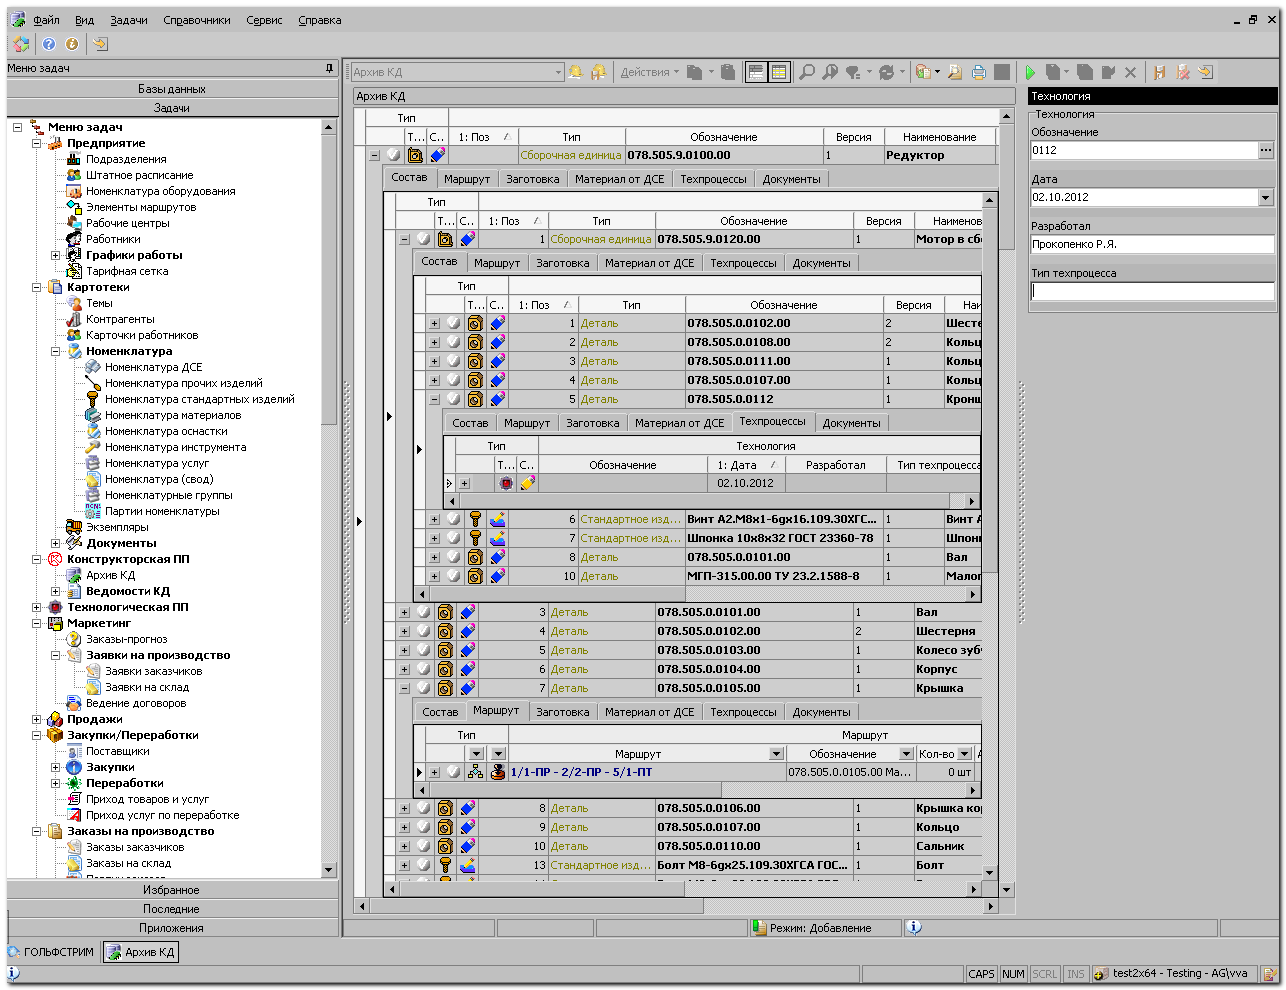 Файл Вид Задачи Справочники Сервис Справка
Меню задач
Базы данных
Задачи
Меню задач
Предприятие
Подразделения
Штатное расписание
Номенклатура оборудования
Элементы маршрутов
Рабочие центры
Работники
Графики работы
Тарифная сетка
Картотеки
Темы
Контрагенты
Карточки работников
Номенклатура
Номенклатура ДСЕ
Номенклатура прочих изделий
Номенклатура стандартных изделий
Номенклатура материалов
Номенклатура оснастки
Номенклатура инструмента
Номенклатура услуг
Номенклатура (свод)
Номенклатурные группы
Партии номенклатуры
Экземпляры
Документы
Конструкторская ПП
Архив КД
Ведомости КД
Технологическая ПП
Маркетинг
Заказы-прогноз
Заявки на производство
Заявки заказчиков
Заявки на склад
Ведение договоров
Продажи
Закупки/Переработки
Поставщики
Закупки
Переработки
Приход товаров и услуг
Приход услуг по переработке
Заказы на производство
Заказы заказчиков
Заказы на склад
Избранное
Последние
Приложения
Архив КД Действия
Архив КД
Тип
Т... С... 1: Поз Тип Обозначение Версия Наименование
Сборочная единица 078.505.9.0100.00 1 Редуктор
Состав Маршрут Заготовка Материал от ДСЕ Техпроцессы Документы
Тип
Т... С... 1: Поз Тип Обозначение Версия Наименов
1 Сборочная единица 078.505.9.0120.00 1 Мотор в сбо
Состав Маршрут Заготовка Материал от ДСЕ Техпроцессы Документы
Тип
Т... С... 1: Поз Тип Обозначение Версия Наи
1 Деталь 078.505.0.0102.00 2 Шесте
2 Деталь 078.505.0.0108.00 2 Кольц
3 Деталь 078.505.0.0111.00 1 Кольц
4 Деталь 078.505.0.0107.00 1 Кольц
5 Деталь 078.505.0.0112 1 Кронш
Состав Маршрут Заготовка Материал от ДСЕ Техпроцессы Документы
Тип Технология
Т... С... Обозначение 1: Дата Разработал Тип техпроцесса
02.10.2012
6 Стандартное изд... Винт А2.М8х1-6gх16.109.30ХГС... 1 Винт А
7 Стандартное изд... Шпонка 10х8х32 ГОСТ 23360-78 1 Шпон
8 Деталь 078.505.0.0101.00 1 Вал
10 Деталь МГП-315.00.00 ТУ 23.2.1588-8 1 Малог
3 Деталь 078.505.0.0101.00 1 Вал
4 Деталь 078.505.0.0102.00 2 Шестерня
5 Деталь 078.505.0.0103.00 1 Колесо зубч
6 Деталь 078.505.0.0104.00 1 Корпус
7 Деталь 078.505.0.0105.00 1 Крышка
Состав Маршрут Заготовка Материал от ДСЕ Техпроцессы Документы
Тип Маршрут
Маршрут Обозначение Кол-во
1/1-ПР - 2/2-ПР - 5/1-ПТ 078.505.0.0105.00 Ма... 0 шт
8 Деталь 078.505.0.0106.00 1 Крышка кор
9 Деталь 078.505.0.0107.00 1 Кольцо
10 Деталь 078.505.0.0110.00 1 Сальник
13 Стандартное изд... Болт М8-6gх25.109.30ХГСА ГОС... 1 Болт
Технология
Технология
Обозначение
0112
Дата
02.10.2012
Разработал
Прокопенко Р.Я.
Тип техпроцесса
Режим: Добавление
ГОЛЬФСТРИМ Архив КД
CAPS NUM SCRL INS test2x64 - Testing - AG\vva